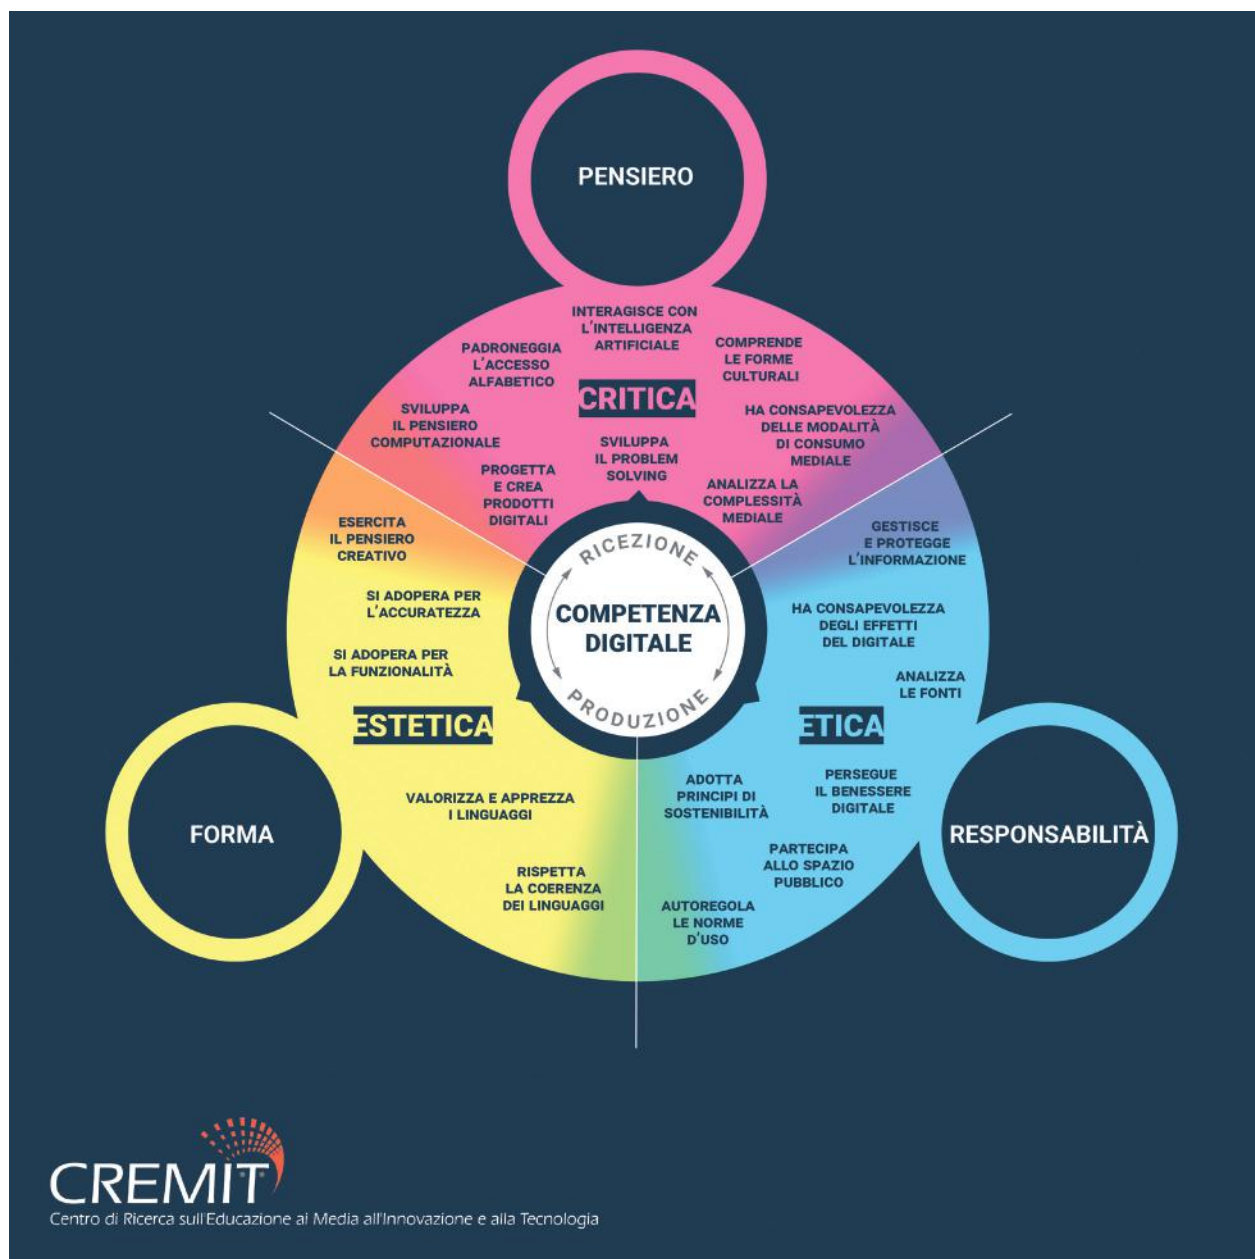 PENSIERO
INTERAGISCE CON
L'INTELLIGENZA
ARTIFICIALE
PADRONEGGIA
L'ACCESSO
ALFABETICO
COMPRENDE
LE FORME
CULTURALI
CRITICA
SVILUPPA
IL PENSIERO
COMPUTAZIONALE
HA CONSAPEVOLEZZA
DELLE MODALITÀ
DI CONSUMO
MEDIALE
SVILUPPA
IL PROBLEM
SOLVING
PROGETTA
E CREA
PRODOTTI
DIGITALI
ANALIZZA LA
COMPLESSITÀ
MEDIALE
ESERCITA
IL PENSIERO
CREATIVO
GESTISCE
E PROTEGGE
L'INFORMAZIONE
RICEZIONE
COMPETENZA
DIGITALE
PRODUZIONE
SI ADOPERA PER
L'ACCURATEZZA
SI ADOPERA PER
LA FUNZIONALITÀ
HA CONSAPEVOLEZZA
DEGLI EFFETTI
DEL DIGITALE
ANALIZZA
LE FONTI
ESTETICA
ETICA
VALORIZZA E APPREZZA
I LINGUAGGI
ADOTTA
PRINCIPI DI
SOSTENIBILITÀ
PERSEGUE
IL BENESSERE
DIGITALE
FORMA
RESPONSABILITÀ
RISPETTA
LA COERENZA
DEI LINGUAGGI
PARTECIPA
ALLO SPAZIO
PUBBLICO
AUTOREGOLA
LE NORME
D'USO
CREMIT
Centro di Ricerca sull'Educazione ai Media all'Innovazione e alla Tecnologia